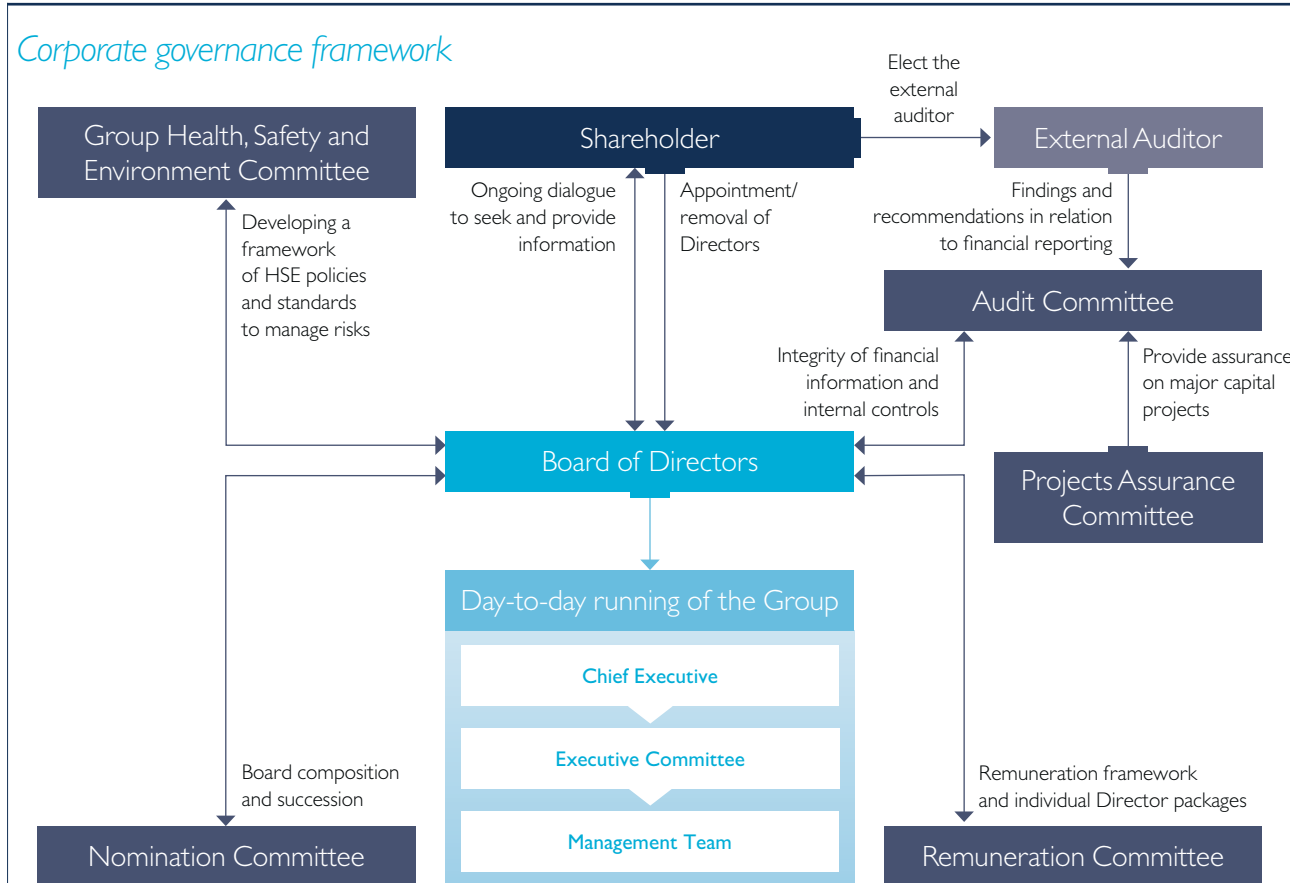 Corporate governance framework
Elect the
external
auditor
Group Health, Safety and
Environment Committee
Shareholder
External Auditor
Developing a
framework
of HSE policies
and standards
to manage risks
Ongoing dialogue
to seek and provide
information
Appointment/
removal of
Directors
Findings and
recommendations in relation
to financial reporting
Audit Committee
Integrity of financial
information and
internal controls
Provide assurance
on major capital
projects
Board of Directors
Projects Assurance
Committee
Day-to-day running of the Group
Chief Executive
Executive Committee
Management Team
Board composition
and succession
Nomination Committee
Remuneration framework
and individual Director packages
Remuneration Committee